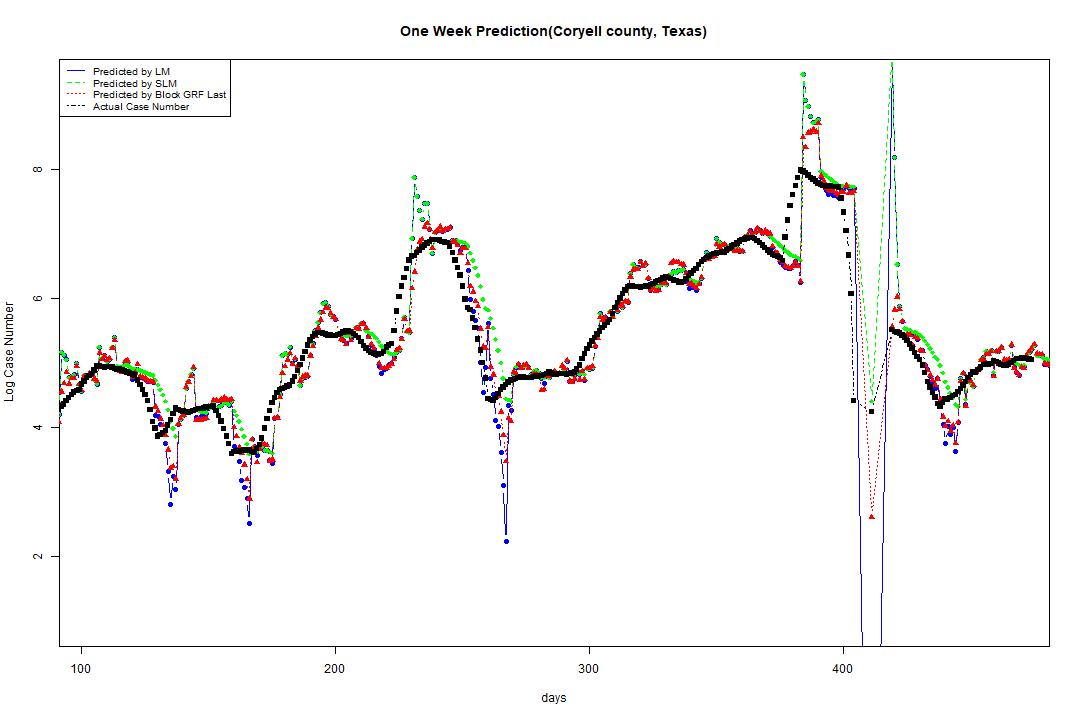 One Week Prediction(Coryell county, Texas)
Predicted by LM
Predicted by SLM
Predicted by Block GRF Last
Actual Case Number
Log Case Number
8
6
4
2
100 200 300 400
days